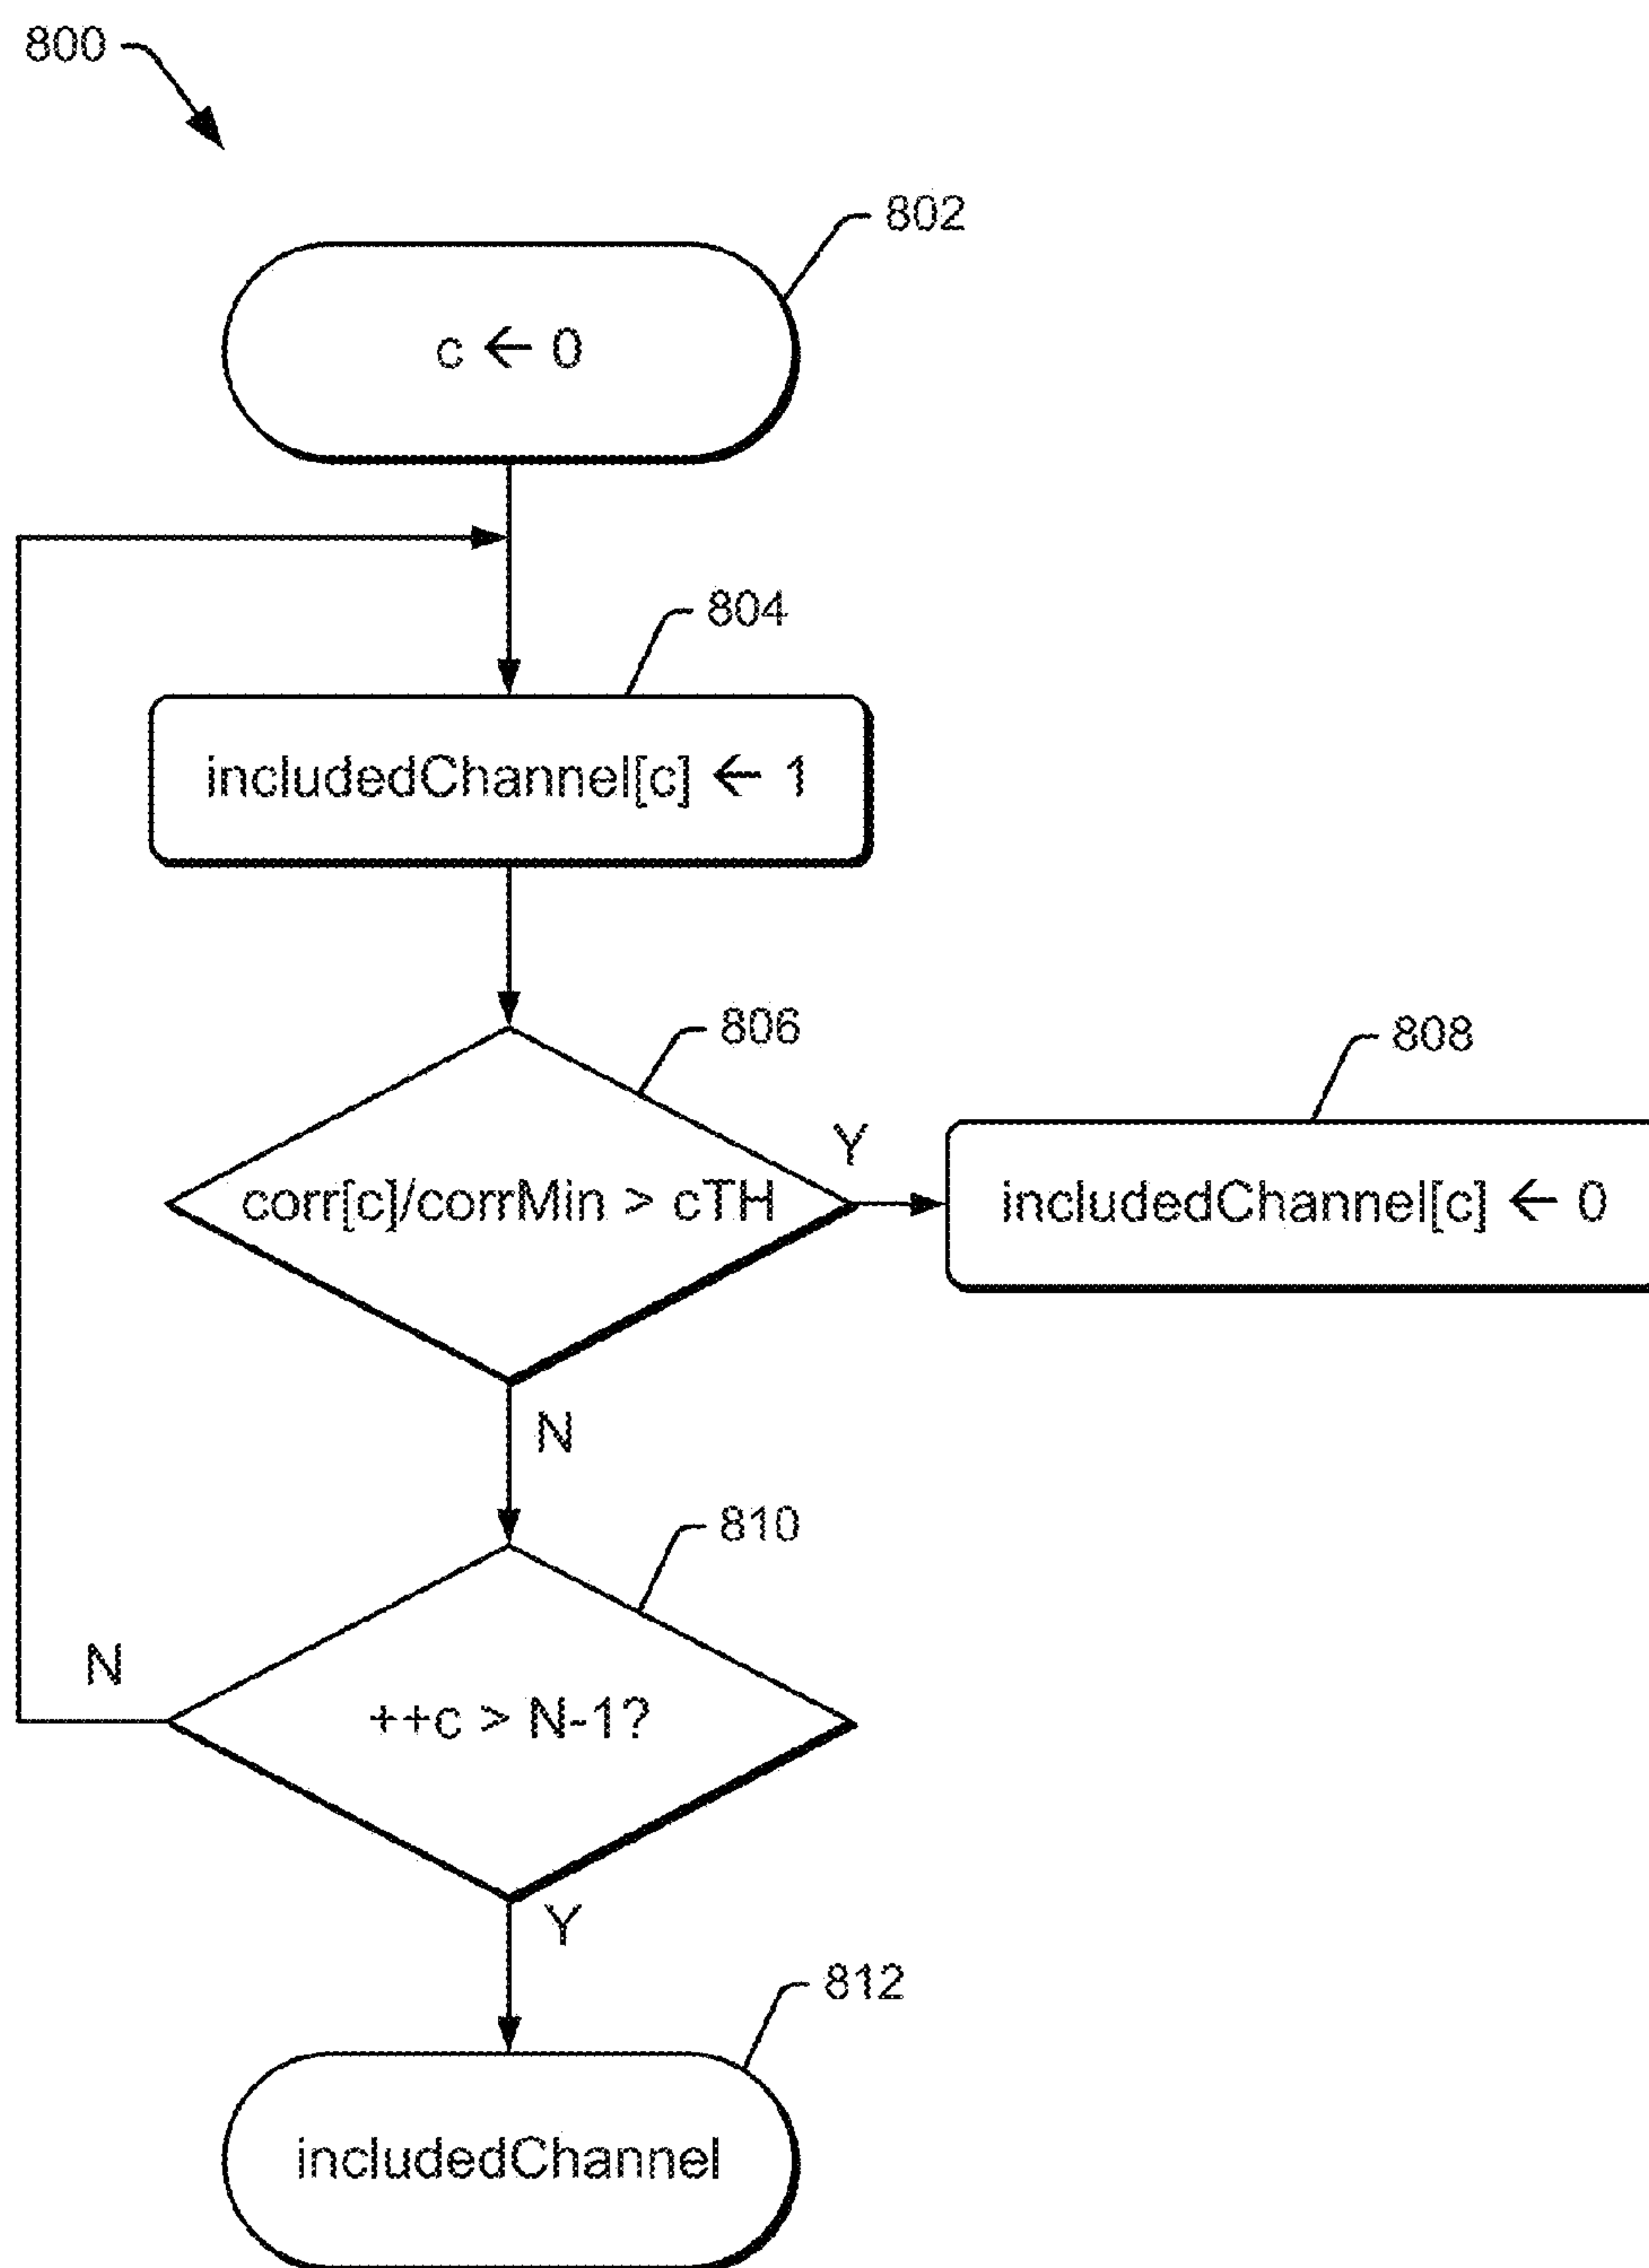 800
802
c ← 0
804
includedChannel[c] ← 1
806
808
Y
corr[c]/corrMin > cTH
includedChannel[c] ← 0
N
810
N
++c > N-1?
Y
812
includedChannel